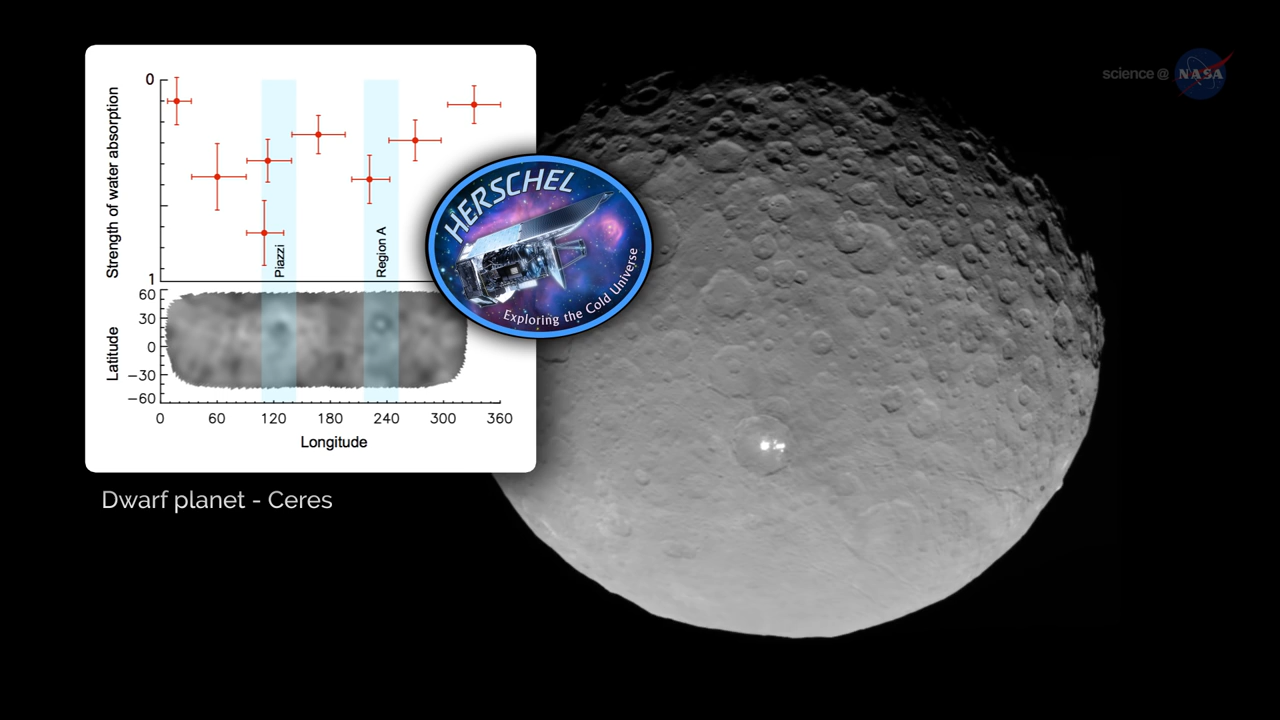 science @ NASA
0
Strength of water absorption
Piazzi
Region A
1
HERSCHEL
Exploring the Cold Universe
60
30
0
−30
−60
Latitude
0 60 120 180 240 300 360
Longitude
Dwarf planet - Ceres